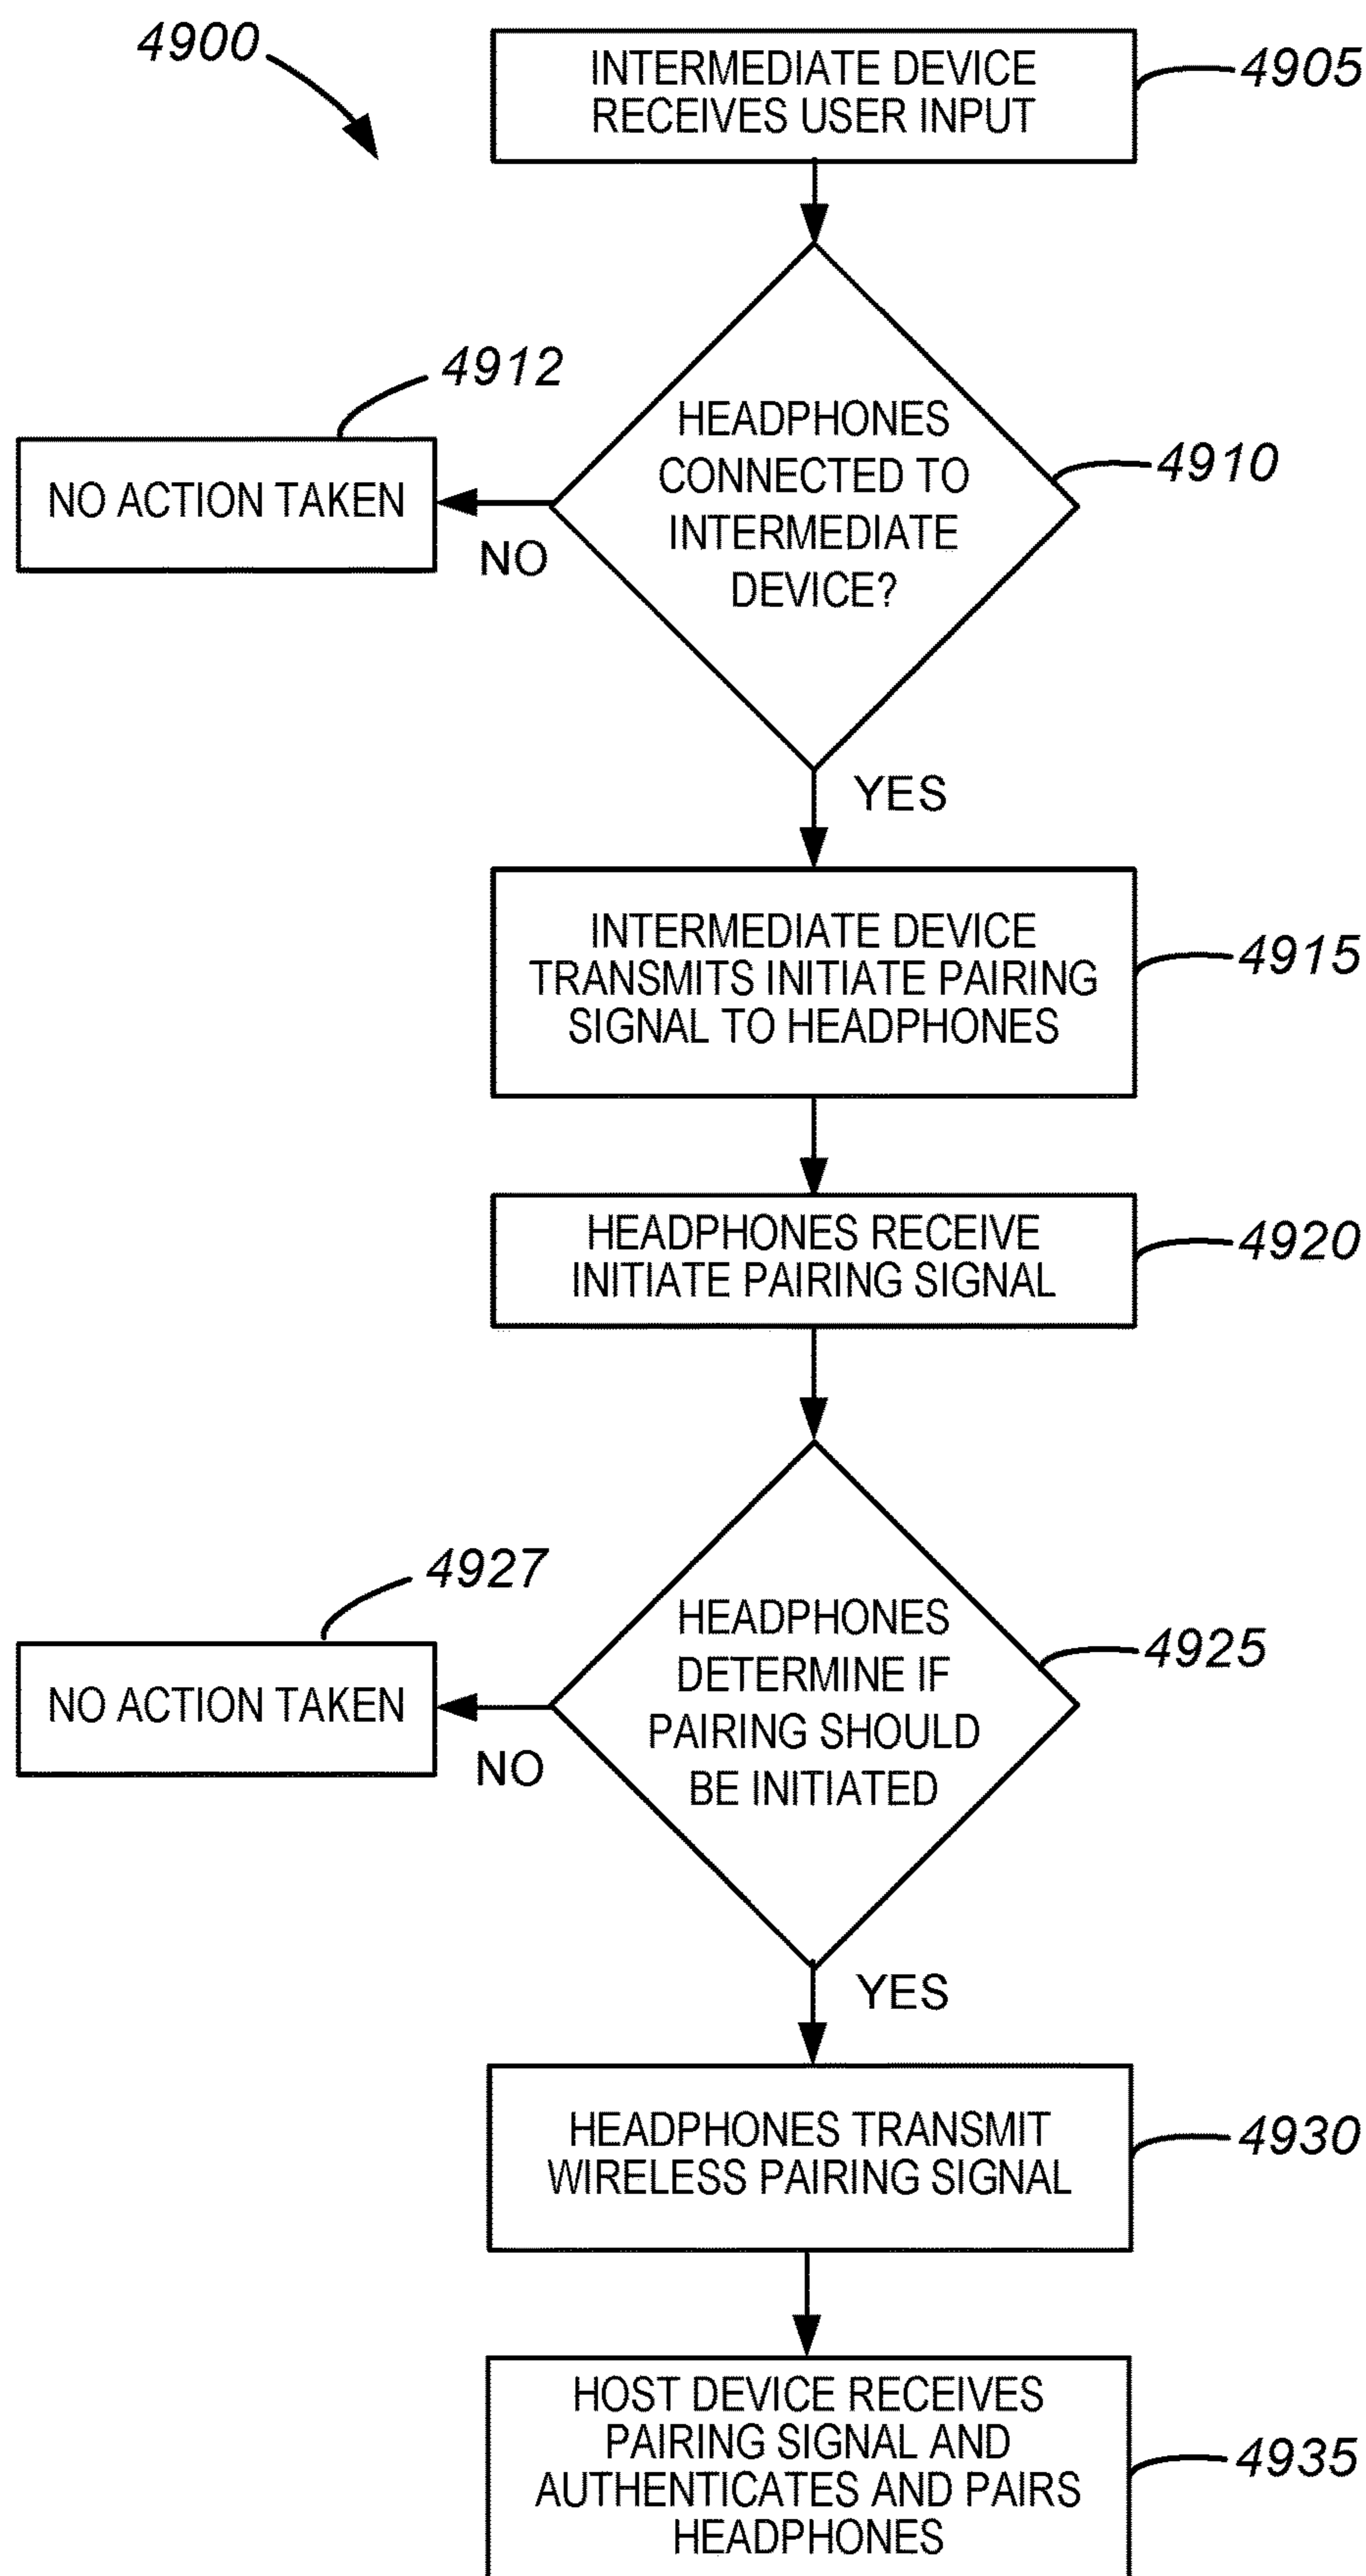 4900
INTERMEDIATE DEVICE
RECEIVES USER INPUT
4905
4912
HEADPHONES
CONNECTED TO
INTERMEDIATE
DEVICE?
4910
NO ACTION TAKEN
NO
YES
INTERMEDIATE DEVICE
TRANSMITS INITIATE PAIRING
SIGNAL TO HEADPHONES
4915
HEADPHONES RECEIVE
INITIATE PAIRING SIGNAL
4920
4927
HEADPHONES
DETERMINE IF
PAIRING SHOULD
BE INITIATED
4925
NO ACTION TAKEN
NO
YES
HEADPHONES TRANSMIT
WIRELESS PAIRING SIGNAL
4930
HOST DEVICE RECEIVES
PAIRING SIGNAL AND
AUTHENTICATES AND PAIRS
HEADPHONES
4935